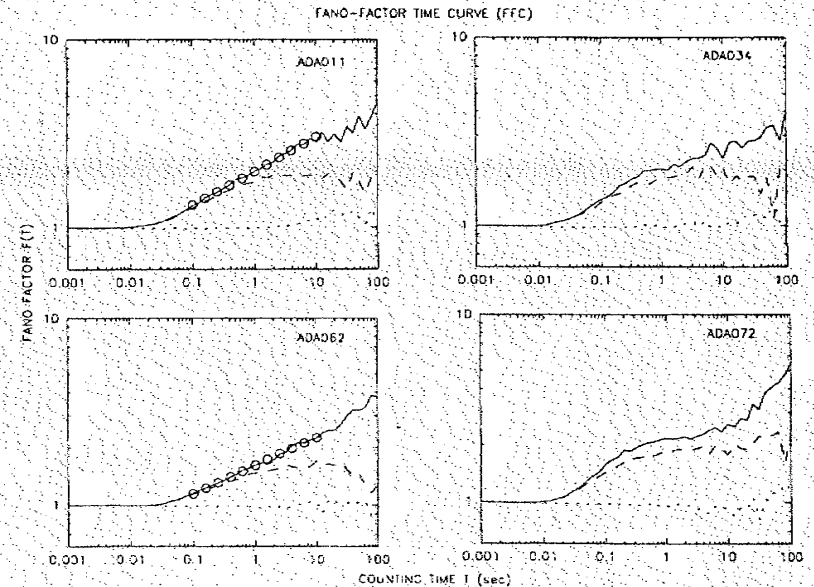 FANO-FACTOR TIME CURVE (FFC)
10
ADA011
1
0.001 0.01 0.1 1 10 100
10
ADA034
1
0.001 0.01 0.1 1 10 100
FANO-FACTOR F(T)
10
ADA062
1
0.001 0.01 0.1 1 10 100
10
ADA072
1
0.001 0.01 0.1 1 10 100
COUNTING TIME T (sec)